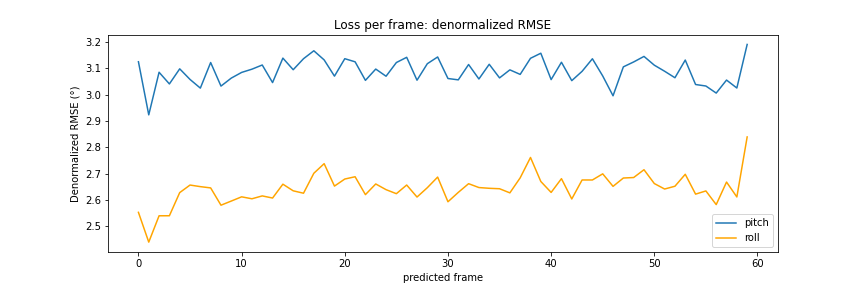 Loss per frame: denormalized RMSE
Denormalized RMSE (°)
3.2
3.1
3.0
2.9
2.8
2.7
2.6
2.5
pitch
roll
0 10 20 30 40 50 60
predicted frame